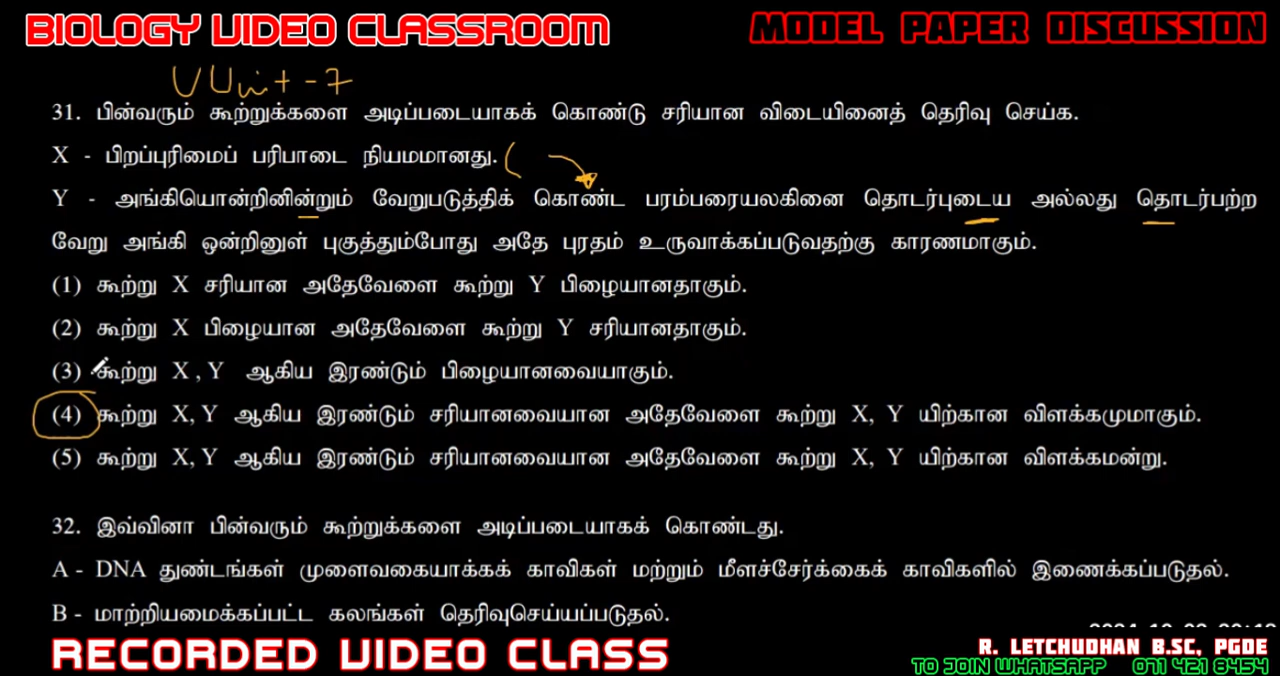 BIOLOGY VIDEO CLASSROOM
MODEL PAPER DISCUSSION
Unit - 7
31. பின்வரும் கூற்றுக்களை அடிப்படையாகக் கொண்டு சரியான விடையினைத் தெரிவு செய்க.
X - பிறப்புரிமைப் பரிபாடை நியமமானது.
Y - அங்கியொன்றினின்றும் வேறுபடுத்திக் கொண்ட பரம்பரையலகினை தொடர்புடைய அல்லது தொடர்பற்ற
வேறு அங்கி ஒன்றினுள் புகுத்தும்போது அதே புரதம் உருவாக்கப்படுவதற்கு காரணமாகும்.
(1) கூற்று X சரியான அதேவேளை கூற்று Y பிழையானதாகும்.
(2) கூற்று X பிழையான அதேவேளை கூற்று Y சரியானதாகும்.
(3) கூற்று X , Y ஆகிய இரண்டும் பிழையானவையாகும்.
(4) கூற்று X, Y ஆகிய இரண்டும் சரியானவையான அதேவேளை கூற்று X, Y யிற்கான விளக்கமுமாகும்.
(5) கூற்று X, Y ஆகிய இரண்டும் சரியானவையான அதேவேளை கூற்று X, Y யிற்கான விளக்கமன்று.
32. இவ்வினா பின்வரும் கூற்றுக்களை அடிப்படையாகக் கொண்டது.
A - DNA துண்டங்கள் முளைவகையாக்கக் காவிகள் மற்றும் மீளச்சேர்க்கைக் காவிகளில் இணைக்கப்படுதல்.
B - மாற்றியமைக்கப்பட்ட கலங்கள் தெரிவுசெய்யப்படுதல்.
RECORDED VIDEO CLASS
R. LETCHUDHAN B.SC, PGDE
TO JOIN WHATSAPP 071 421 8454